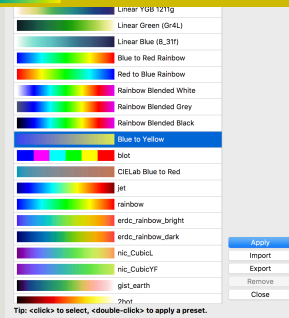 Linear YGB 1211g
Linear Green (Gr4L)
Linear Blue (8_31f)
Blue to Red Rainbow
Red to Blue Rainbow
Rainbow Blended White
Rainbow Blended Grey
Rainbow Blended Black
Blue to Yellow
blot
CIELab Blue to Red
jet
rainbow
erdc_rainbow_bright
erdc_rainbow_dark
nic_CubicL
nic_CubicYF
gist_earth
2hot
Apply
Import
Export
Remove
Close
Tip: <click> to select, <double-click> to apply a preset.